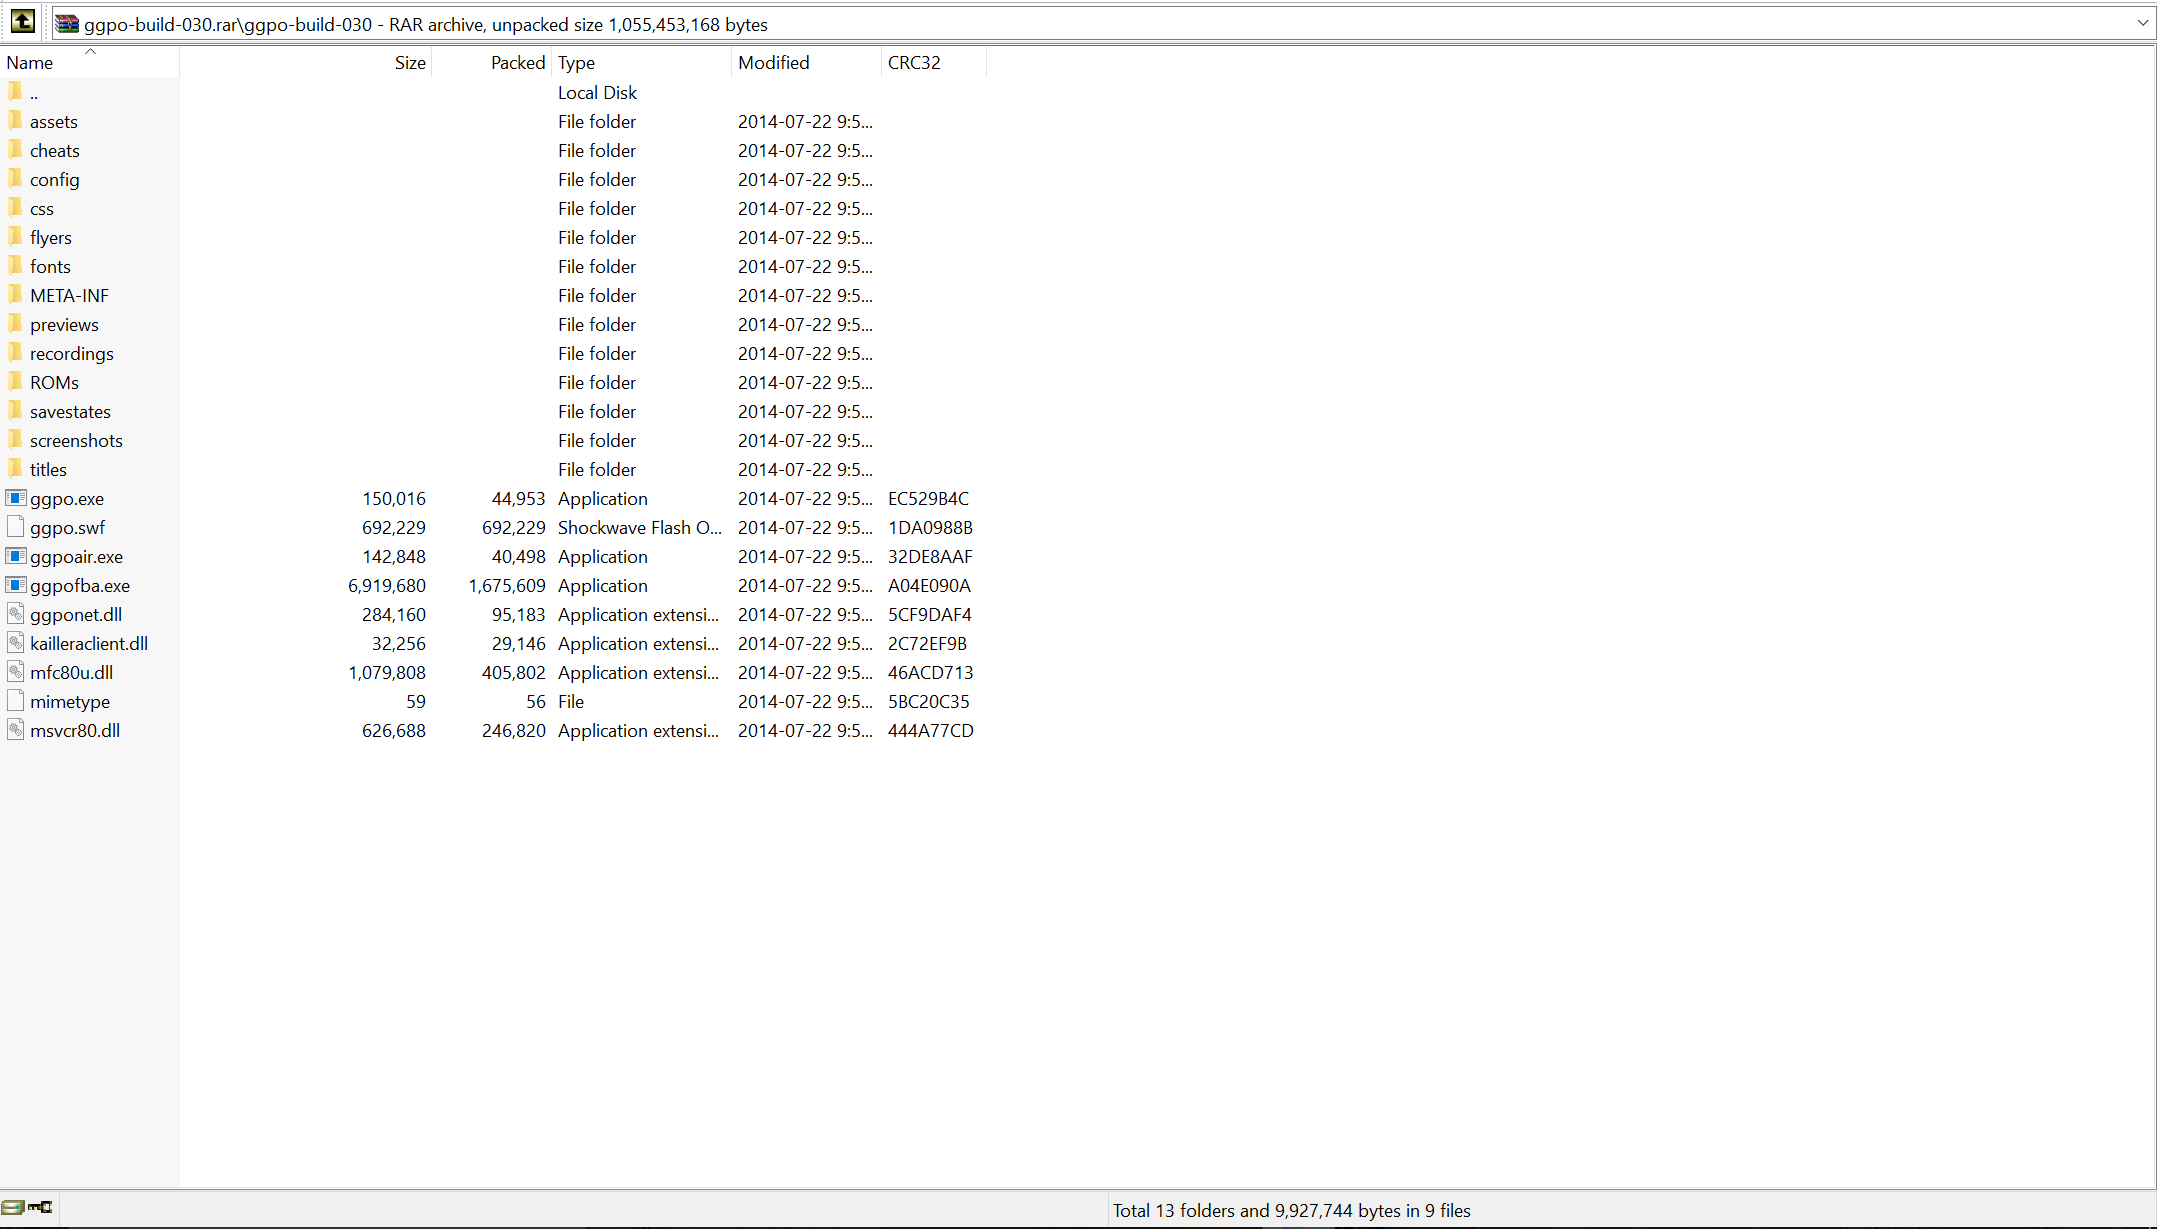 ggpo-build-030.rar\ggpo-build-030 - RAR archive, unpacked size 1,055,453,168 bytes
Name Size Packed Type Modified CRC32
.. Local Disk
assets File folder 2014-07-22 9:5...
cheats File folder 2014-07-22 9:5...
config File folder 2014-07-22 9:5...
css File folder 2014-07-22 9:5...
flyers File folder 2014-07-22 9:5...
fonts File folder 2014-07-22 9:5...
META-INF File folder 2014-07-22 9:5...
previews File folder 2014-07-22 9:5...
recordings File folder 2014-07-22 9:5...
ROMs File folder 2014-07-22 9:5...
savestates File folder 2014-07-22 9:5...
screenshots File folder 2014-07-22 9:5...
titles File folder 2014-07-22 9:5...
ggpo.exe 150,016 44,953 Application 2014-07-22 9:5... EC529B4C
ggpo.swf 692,229 692,229 Shockwave Flash O... 2014-07-22 9:5... 1DA0988B
ggpoair.exe 142,848 40,498 Application 2014-07-22 9:5... 32DE8AAF
ggpofba.exe 6,919,680 1,675,609 Application 2014-07-22 9:5... A04E090A
ggponet.dll 284,160 95,183 Application extensi... 2014-07-22 9:5... 5CF9DAF4
kailleraclient.dll 32,256 29,146 Application extensi... 2014-07-22 9:5... 2C72EF9B
mfc80u.dll 1,079,808 405,802 Application extensi... 2014-07-22 9:5... 46ACD713
mimetype 59 56 File 2014-07-22 9:5... 5BC20C35
msvcr80.dll 626,688 246,820 Application extensi... 2014-07-22 9:5... 444A77CD
Total 13 folders and 9,927,744 bytes in 9 files